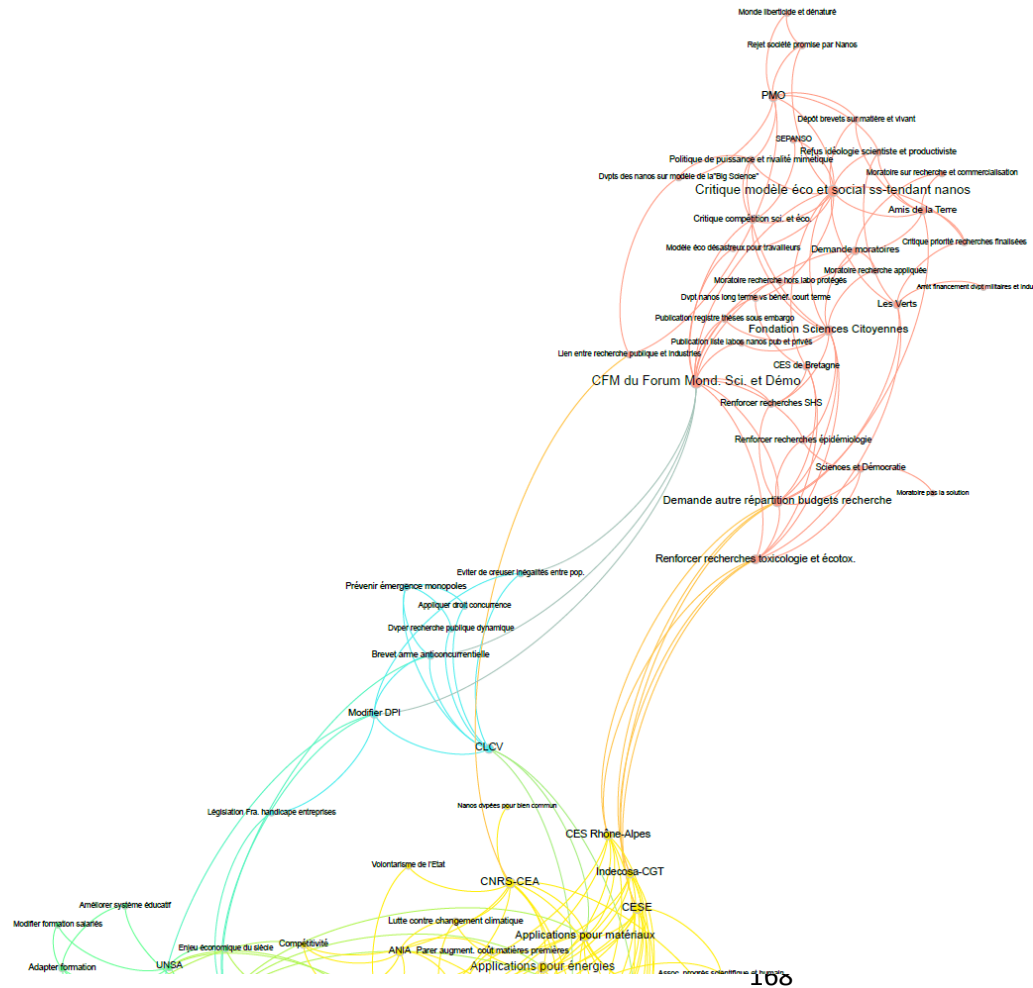 Monde liberticide et dénaturé
Rejet société promise par Nanos
PMO
Dépôt brevets sur matière et vivant
SEPANSO
Refus idéologie scientiste et productiviste
Politique de puissance et rivalité mimétique
Moratoire sur recherche et commercialisation
Dvpts des nanos sur modèle de la"Big Science"
Critique modèle éco et social ss-tendant nanos
Amis de la Terre
Critique compétition sci. et éco.
Critique priorité recherches finalisées
Modèle éco désastreux pour travailleurs
Demande moratoires
Moratoire recherche appliquée
Moratoire recherche hors labo protégés
Arrêt financement dvpt militaires et indu
Dvpt nanos long terme vs bénéf. court terme
Les Verts
Publication registre thèses sous embargo
Fondation Sciences Citoyennes
Publication liste labos nanos pub et privés
Lien entre recherche publique et industries
CES de Bretagne
CFM du Forum Mond. Sci. et Démo
Renforcer recherches SHS
Renforcer recherches épidémiologie
Sciences et Démocratie
Moratoire pas la solution
Demande autre répartition budgets recherche
Renforcer recherches toxicologie et écotox.
Eviter de creuser inégalités entre pop.
Prévenir émergence monopoles
Appliquer droit concurrence
Dvper recherche publique dynamique
Brevet arme anticoncurrentielle
Modifier DPI
CLCV
Nanos dvpées pour bien commun
Législation Fra. handicape entreprises
CES Rhône-Alpes
Volontarisme de l'Etat
Indecosa-CGT
CNRS-CEA
Améliorer système éducatif
CESE
Modifier formation salariés
Lutte contre changement climatique
Applications pour matériaux
Enjeu économique du siècle
Compétitivité
ANIA
Parer augment. coût matières premières
Adapter formation
UNSA
Applications pour énergies
Assoc. progrès scientifique et humain
168